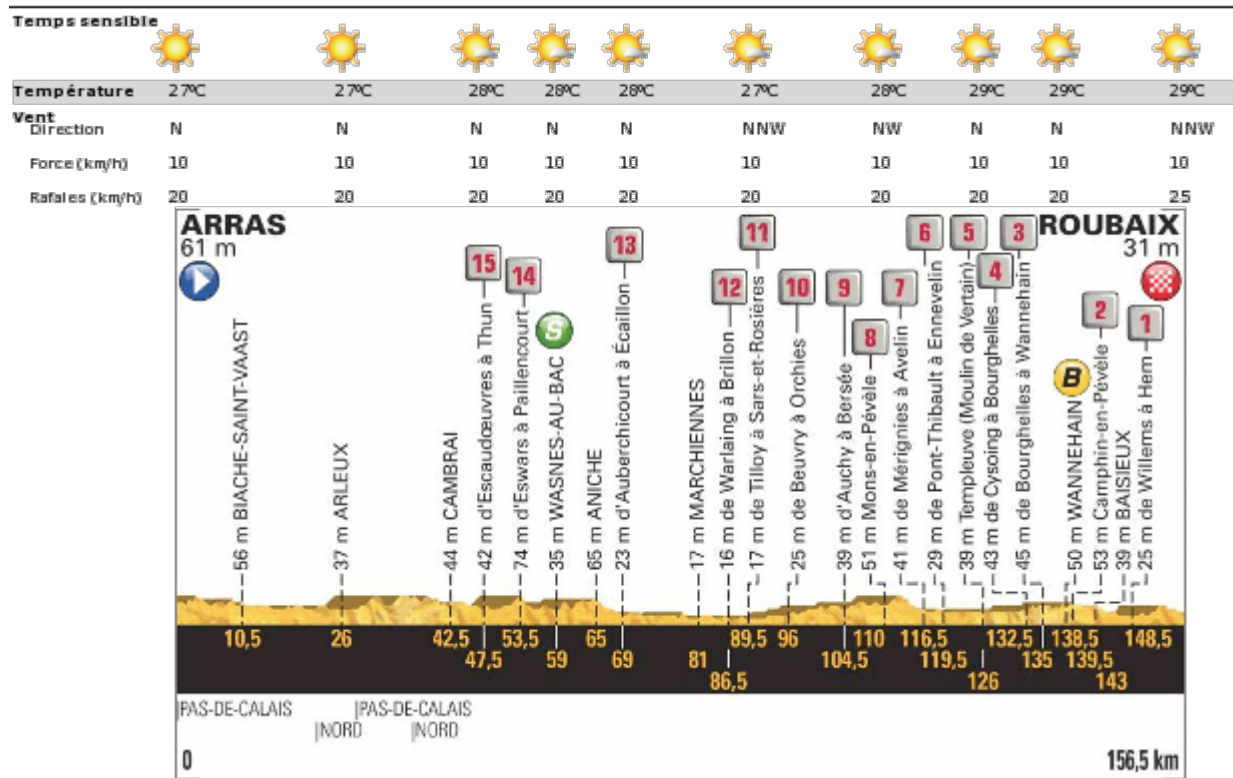 Temps sensible
Température 27ºC 27ºC 28ºC 28ºC 28ºC 27ºC 28ºC 29ºC 29ºC 29ºC
Vent
Direction N N N N N NNW NW N N NNW
Force (km/h) 10 10 10 10 10 10 10 10 10 10
Rafales (km/h) 20 20 20 20 20 20 20 20 20 25
ARRAS
61 m
ROUBAIX
31 m
56 m BIACHE-SAINT-VAAST
37 m ARLEUX
44 m CAMBRAI
15
42 m d'Escaudœuvres à Thun
14
74 m d'Eswars à Paillencourt
S
35 m WASNES-AU-BAC
65 m ANICHE
13
23 m d'Auberchicourt à Écaillon
17 m MARCHIENNES
12
16 m de Warlaing à Brillon
11
17 m de Tilloy à Sars-et-Rosières
10
25 m de Beuvry à Orchies
9
39 m d'Auchy à Bersée
8
51 m Mons-en-Pévèle
7
41 m de Mérignies à Avelin
6
29 m de Pont-Thibault à Ennevelin
5
39 m Templeuve (Moulin de Vertain)
4
43 m de Cysoing à Bourghelles
3
45 m de Bourghelles à Wannehain
B
50 m WANNEHAIN
2
53 m Camphin-en-Pévèle
39 m BAISIEUX
1
25 m de Willems à Hem
10,5 26 42,5 53,5 65 89,5 96 110 116,5 132,5 138,5 148,5
47,5 59 69 81 104,5 119,5 135 139,5
86,5 126 143
PAS-DE-CALAIS PAS-DE-CALAIS
NORD NORD
0 156,5 km